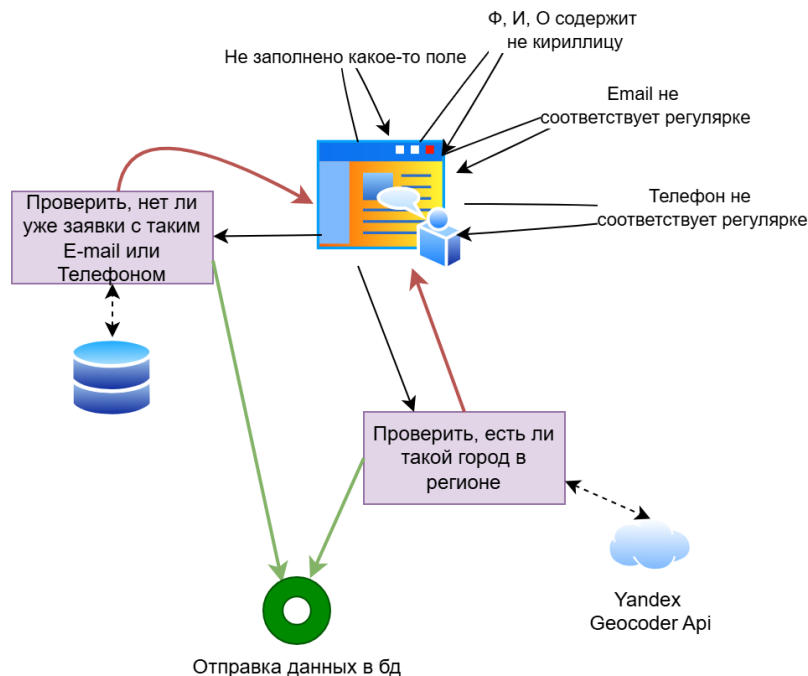 Ф, И, О содержит
не кириллицу
Не заполнено какое-то поле
Email не
соответствует регулярке
Телефон не
соответствует регулярке
Проверить, нет ли
уже заявки с таким
E-mail или
Телефоном
Проверить, есть ли
такой город в
регионе
Yandex
Geocoder Api
Отправка данных в бд